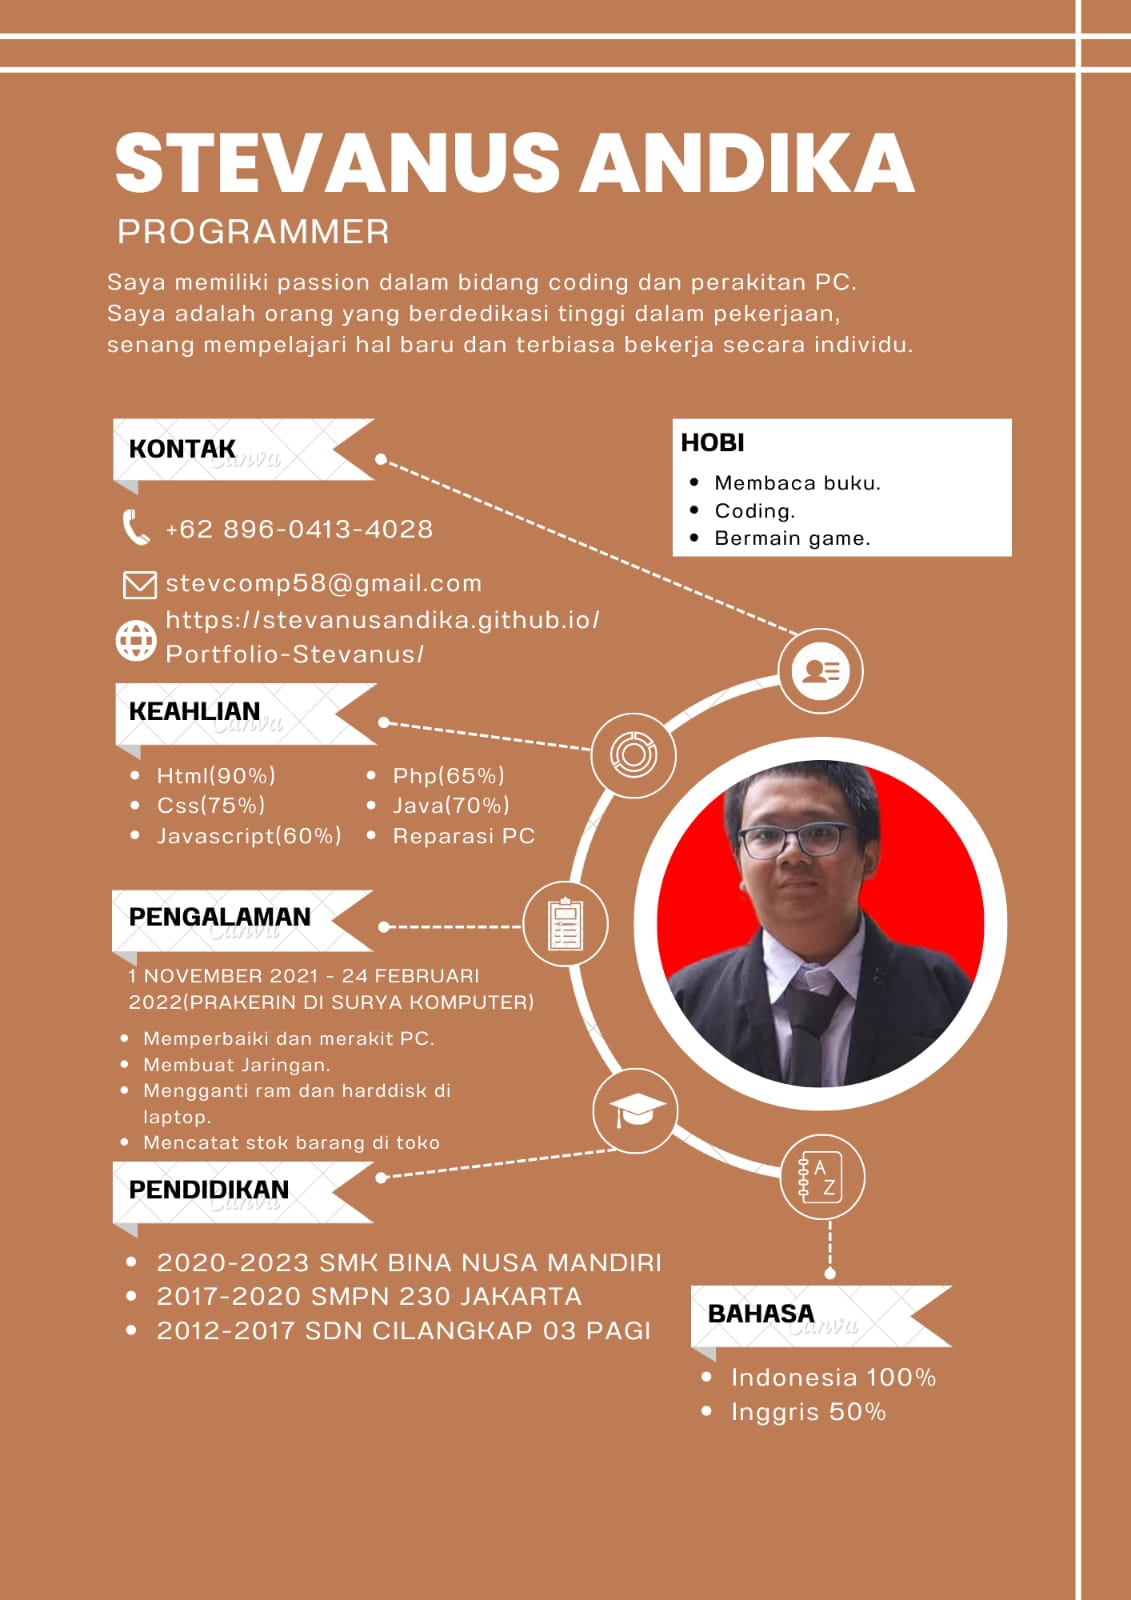 STEVANUS ANDIKA
PROGRAMMER
Saya memiliki passion dalam bidang coding dan perakitan PC.
Saya adalah orang yang berdedikasi tinggi dalam pekerjaan,
senang mempelajari hal baru dan terbiasa bekerja secara individu.
KONTAK
Canva
+62 896-0413-4028
stevcomp58@gmail.com
https://stevanusandika.github.io/
Portfolio-Stevanus/
HOBI
• Membaca buku.
• Coding.
• Bermain game.
KEAHLIAN
Canva
• Html(90%)
• Css(75%)
• Javascript(60%)
• Php(65%)
• Java(70%)
• Reparasi PC
PENGALAMAN
Canva
1 NOVEMBER 2021 - 24 FEBRUARI
2022(PRAKERIN DI SURYA KOMPUTER)
• Memperbaiki dan merakit PC.
• Membuat Jaringan.
• Mengganti ram dan harddisk di
laptop.
• Mencatat stok barang di toko
PENDIDIKAN
Canva
• 2020-2023 SMK BINA NUSA MANDIRI
• 2017-2020 SMPN 230 JAKARTA
• 2012-2017 SDN CILANGKAP 03 PAGI
A
Z
BAHASA
Canva
• Indonesia 100%
• Inggris 50%